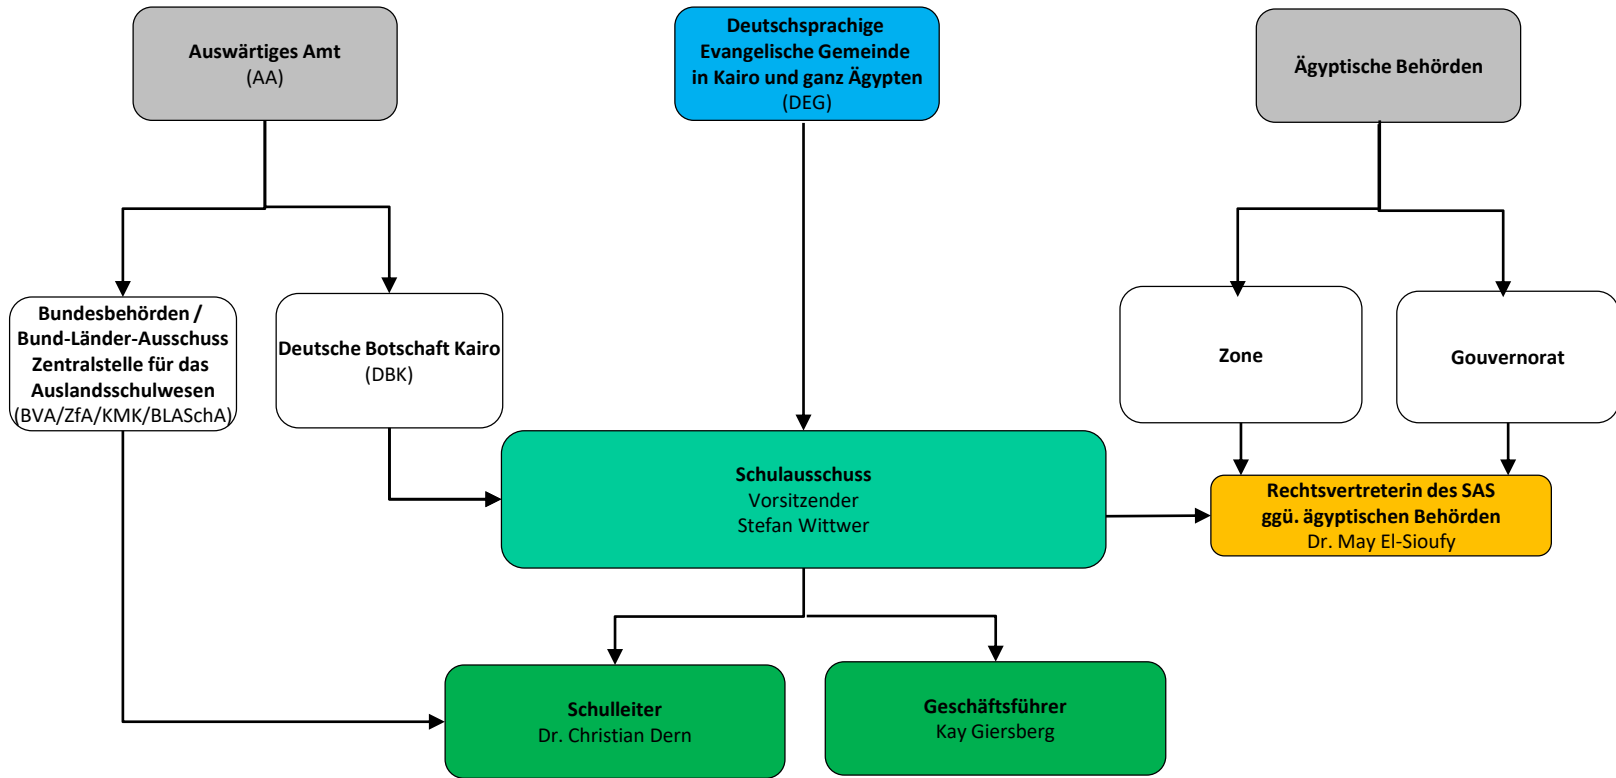 Auswärtiges Amt
(AA)
Deutschsprachige
Evangelische Gemeinde
in Kairo und ganz Ägypten
(DEG)
Ägyptische Behörden
Bundesbehörden /
Bund-Länder-Ausschuss
Zentralstelle für das
Auslandsschulwesen
(BVA/ZfA/KMK/BLASchA)
Deutsche Botschaft Kairo
(DBK)
Zone
Gouvernorat
Schulausschuss
Vorsitzender
Stefan Wittwer
Rechtsvertreterin des SAS
ggü. ägyptischen Behörden
Dr. May El-Sioufy
Schulleiter
Dr. Christian Dern
Geschäftsführer
Kay Giersberg